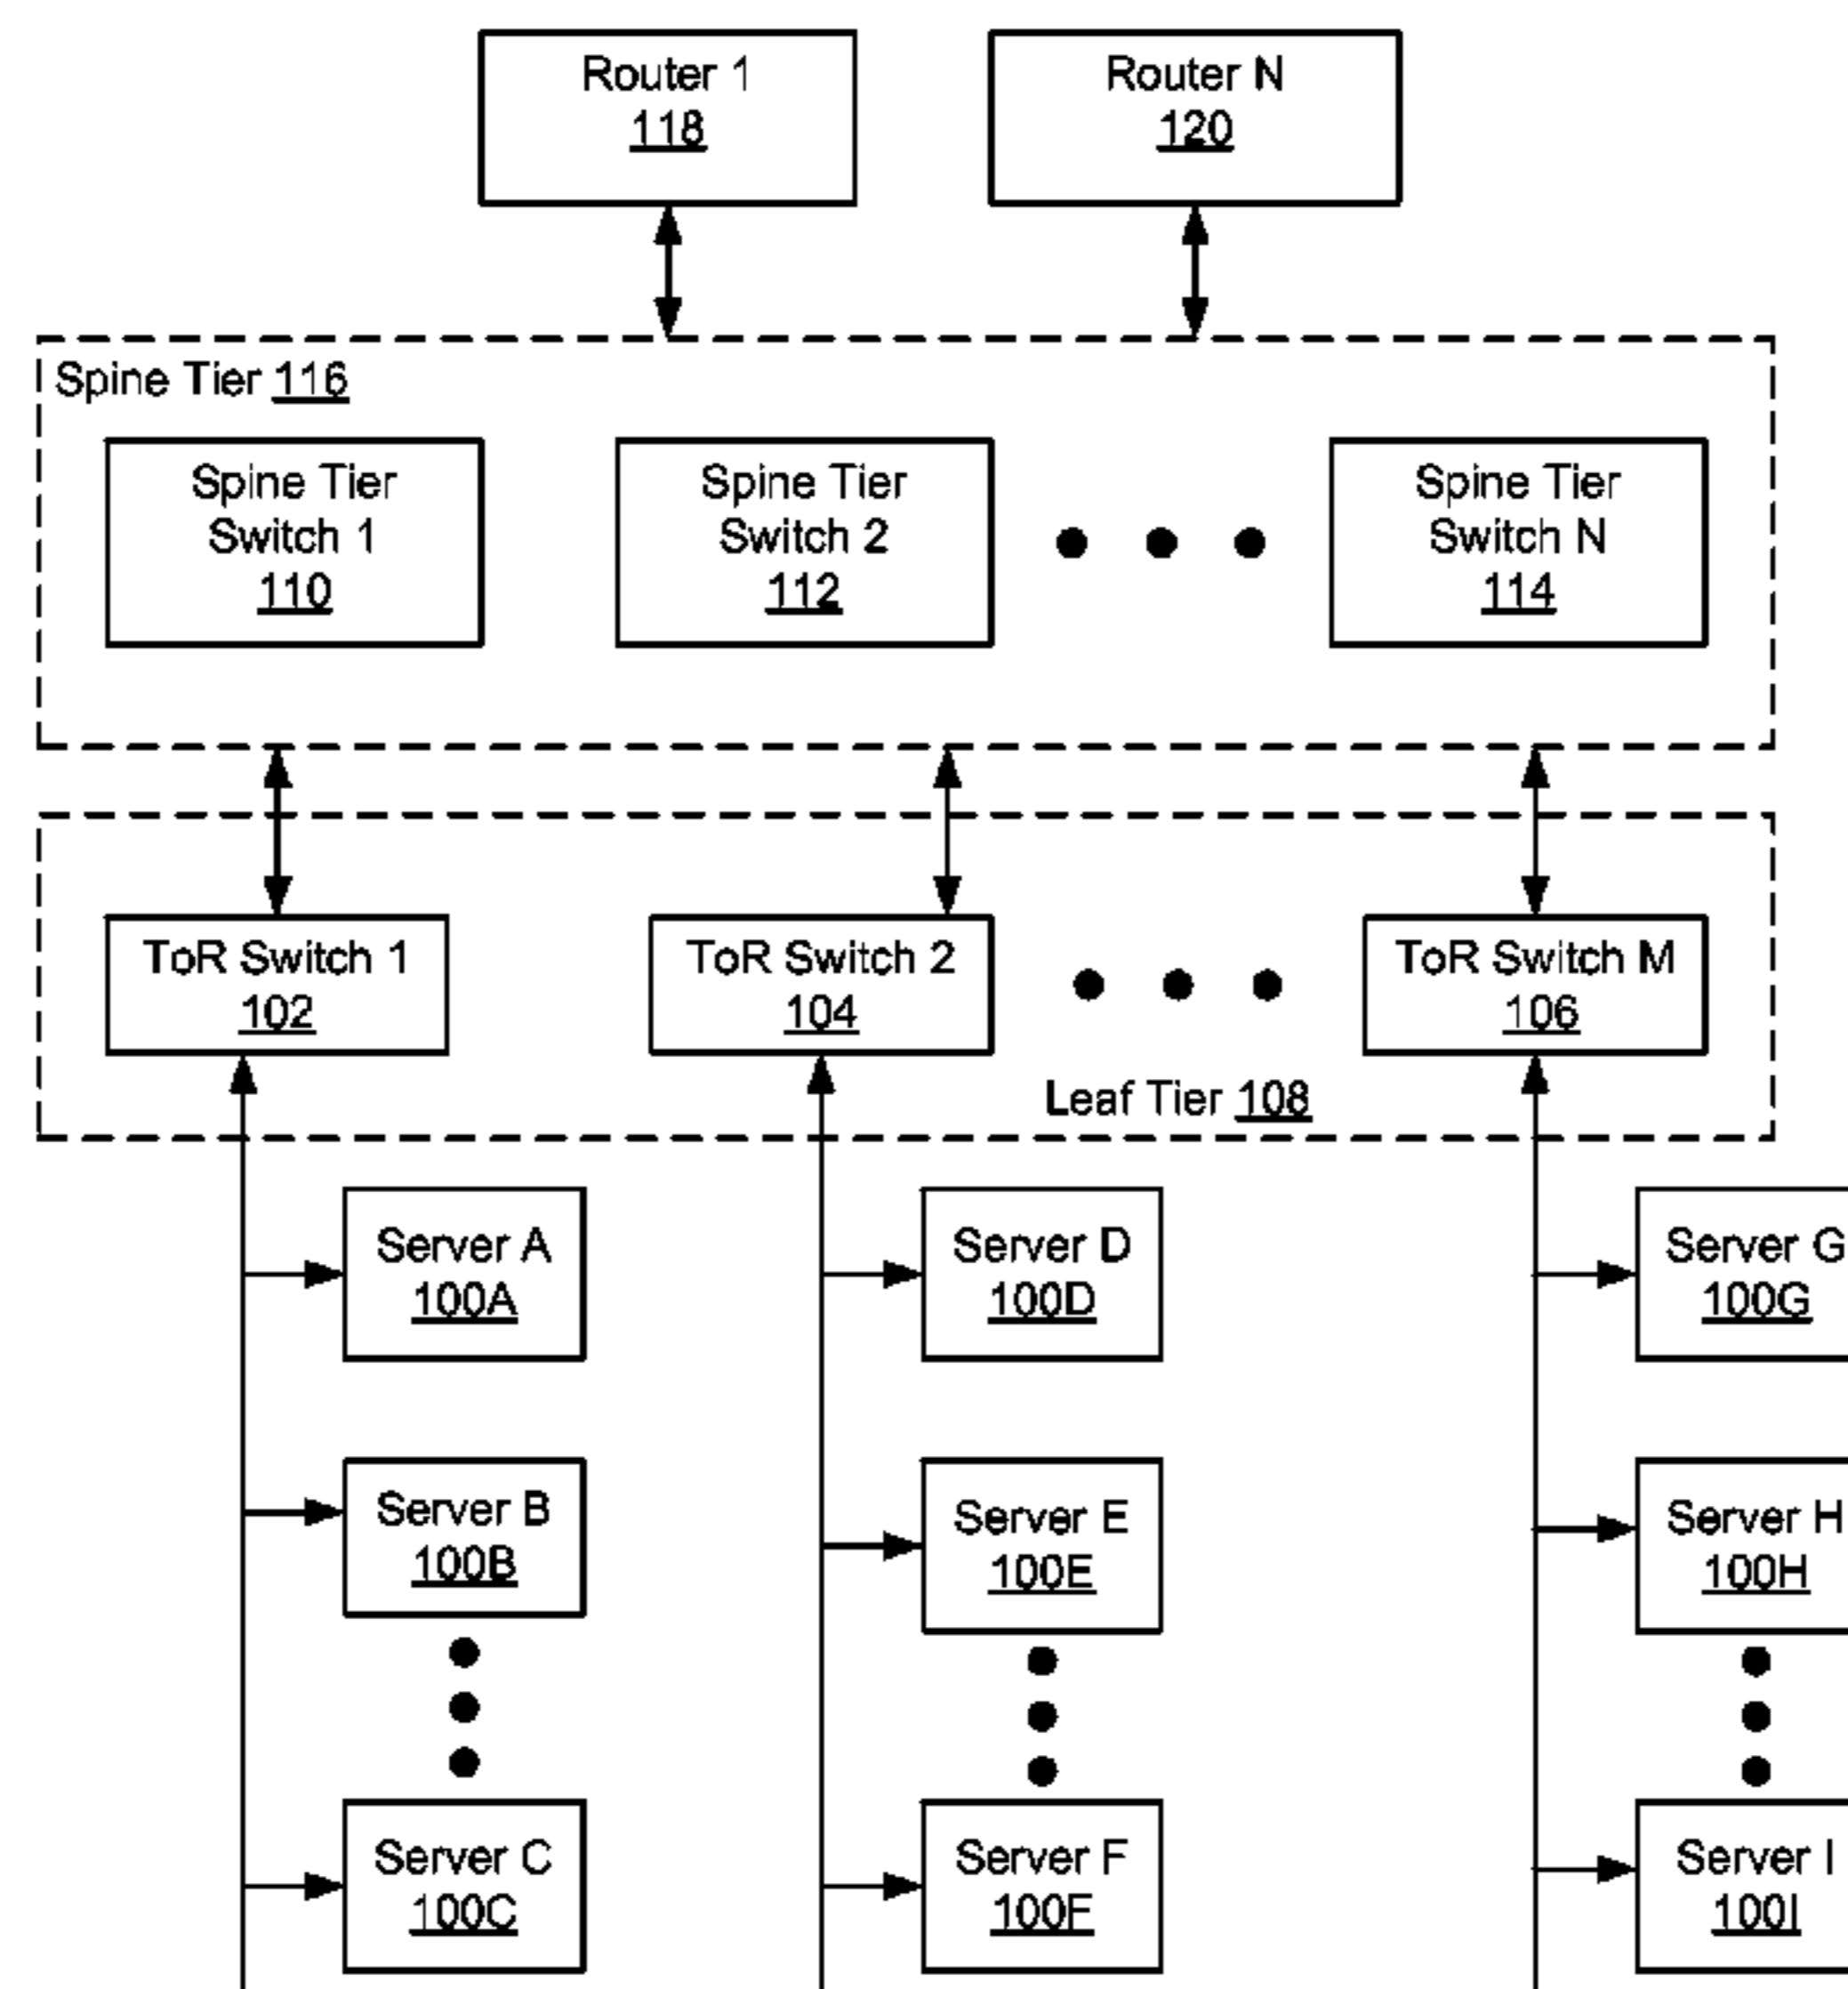 Router 1
118
Router N
120
Spine Tier 116
Spine Tier
Switch 1
110
Spine Tier
Switch 2
112
Spine Tier
Switch N
114
ToR Switch 1
102
ToR Switch 2
104
ToR Switch M
106
Leaf Tier 108
Server A
100A
Server D
100D
Server G
100G
Server B
100B
Server E
100E
Server H
100H
Server C
100C
Server F
100F
Server I
100I